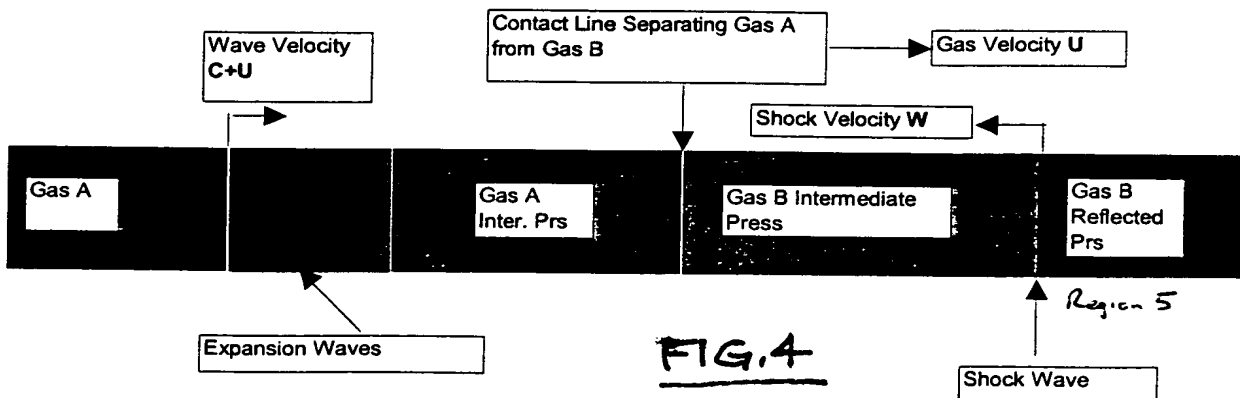 Contact Line Separating Gas A
from Gas B
Wave Velocity
C+U
Gas Velocity U
Shock Velocity W
Gas A
Gas A
Inter. Prs
Gas B Intermediate
Press
Gas B
Reflected
Prs
Region 5
Expansion Waves
FIG.4
Shock Wave